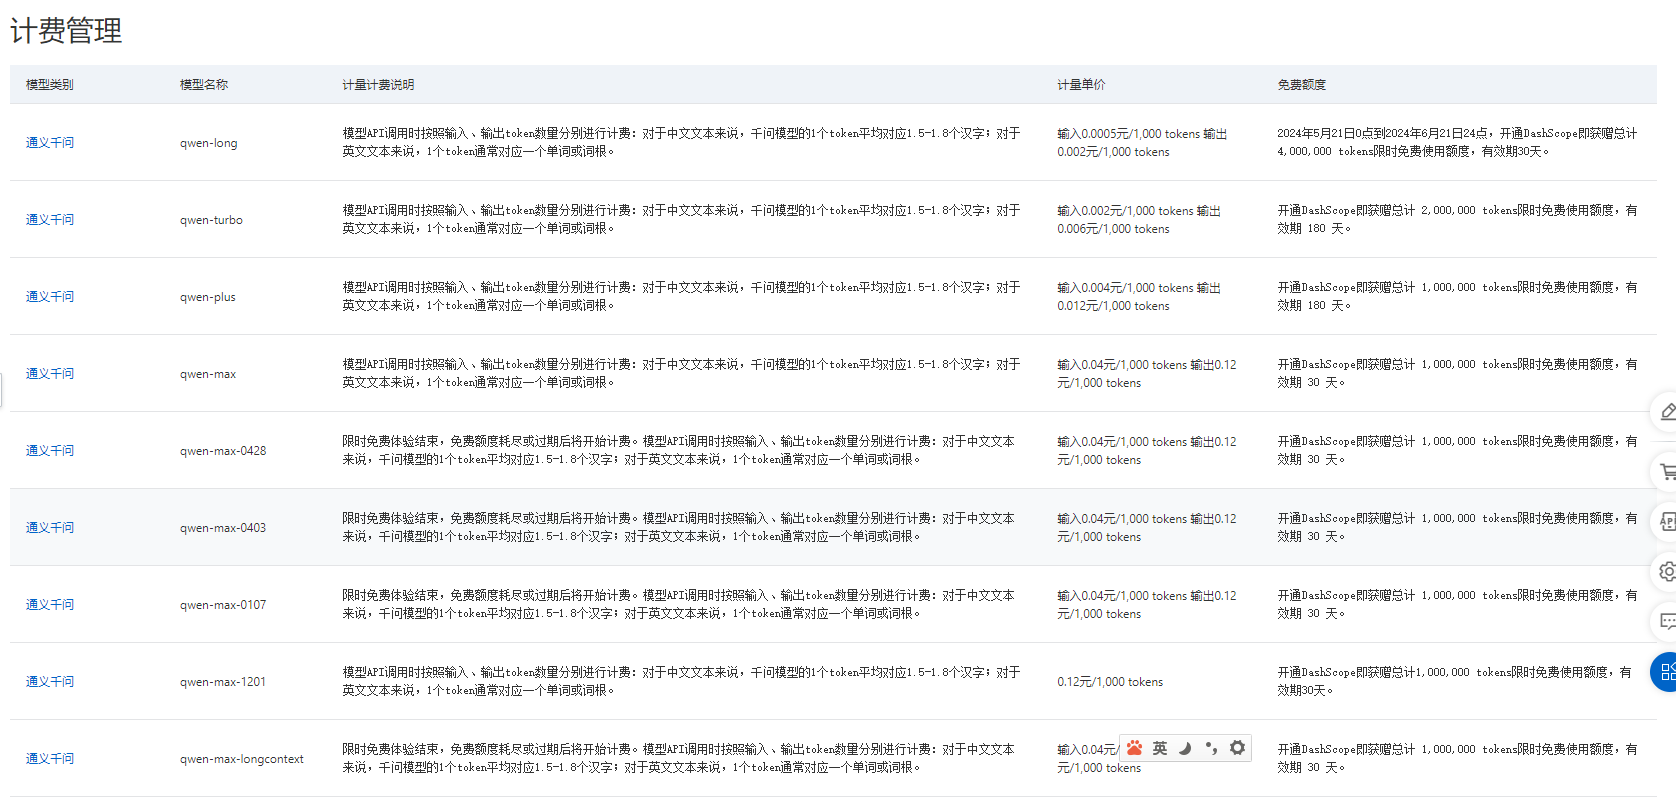 计费管理
模型类别 模型名称 计量计费说明 计量单价 免费额度
通义千问 qwen-long 模型API调用时按照输入、输出token数量分别进行计费：对于中文文本来说，千问模型的1个token平均对应1.5-1.8个汉字；对于 输入0.0005元/1,000 tokens 输出 2024年5月21日0点到2024年6月21日24点，开通DashScope即获赠总计
英文文本来说，1个token通常对应一个单词或词根。 0.002元/1,000 tokens 4,000,000 tokens限时免费使用额度，有效期30天。
通义千问 qwen-turbo 模型API调用时按照输入、输出token数量分别进行计费：对于中文文本来说，千问模型的1个token平均对应1.5-1.8个汉字；对于 输入0.002元/1,000 tokens 输出 开通DashScope即获赠总计 2,000,000 tokens限时免费使用额度，有
英文文本来说，1个token通常对应一个单词或词根。 0.006元/1,000 tokens 效期 180 天。
通义千问 qwen-plus 模型API调用时按照输入、输出token数量分别进行计费：对于中文文本来说，千问模型的1个token平均对应1.5-1.8个汉字；对于 输入0.004元/1,000 tokens 输出 开通DashScope即获赠总计 1,000,000 tokens限时免费使用额度，有
英文文本来说，1个token通常对应一个单词或词根。 0.012元/1,000 tokens 效期 180 天。
通义千问 qwen-max 模型API调用时按照输入、输出token数量分别进行计费：对于中文文本来说，千问模型的1个token平均对应1.5-1.8个汉字；对于 输入0.04元/1,000 tokens 输出0.12 开通DashScope即获赠总计 1,000,000 tokens限时免费使用额度，有
英文文本来说，1个token通常对应一个单词或词根。 元/1,000 tokens 效期 30 天。
通义千问 qwen-max-0428 限时免费体验结束，免费额度耗尽或过期后将开始计费。模型API调用时按照输入、输出token数量分别进行计费：对于中文文本 输入0.04元/1,000 tokens 输出0.12 开通DashScope即获赠总计 1,000,000 tokens限时免费使用额度，有
来说，千问模型的1个token平均对应1.5-1.8个汉字；对于英文文本来说，1个token通常对应一个单词或词根。 元/1,000 tokens 效期 30 天。
通义千问 qwen-max-0403 限时免费体验结束，免费额度耗尽或过期后将开始计费。模型API调用时按照输入、输出token数量分别进行计费：对于中文文本 输入0.04元/1,000 tokens 输出0.12 开通DashScope即获赠总计 1,000,000 tokens限时免费使用额度，有
来说，千问模型的1个token平均对应1.5-1.8个汉字；对于英文文本来说，1个token通常对应一个单词或词根。 元/1,000 tokens 效期 30 天。
通义千问 qwen-max-0107 限时免费体验结束，免费额度耗尽或过期后将开始计费。模型API调用时按照输入、输出token数量分别进行计费：对于中文文本 输入0.04元/1,000 tokens 输出0.12 开通DashScope即获赠总计 1,000,000 tokens限时免费使用额度，有
来说，千问模型的1个token平均对应1.5-1.8个汉字；对于英文文本来说，1个token通常对应一个单词或词根。 元/1,000 tokens 效期 30 天。
通义千问 qwen-max-1201 模型API调用时按照输入、输出token数量分别进行计费：对于中文文本来说，千问模型的1个token平均对应1.5-1.8个汉字；对于 0.12元/1,000 tokens 开通DashScope即获赠总计1,000,000 tokens限时免费使用额度，有
英文文本来说，1个token通常对应一个单词或词根。 效期30天。
通义千问 qwen-max-longcontext 限时免费体验结束，免费额度耗尽或过期后将开始计费。模型API调用时按照输入、输出token数量分别进行计费：对于中文文本 输入0.04元/ 英 开通DashScope即获赠总计 1,000,000 tokens限时免费使用额度，有
来说，千问模型的1个token平均对应1.5-1.8个汉字；对于英文文本来说，1个token通常对应一个单词或词根。 元/1,000 tokens 效期 30 天。